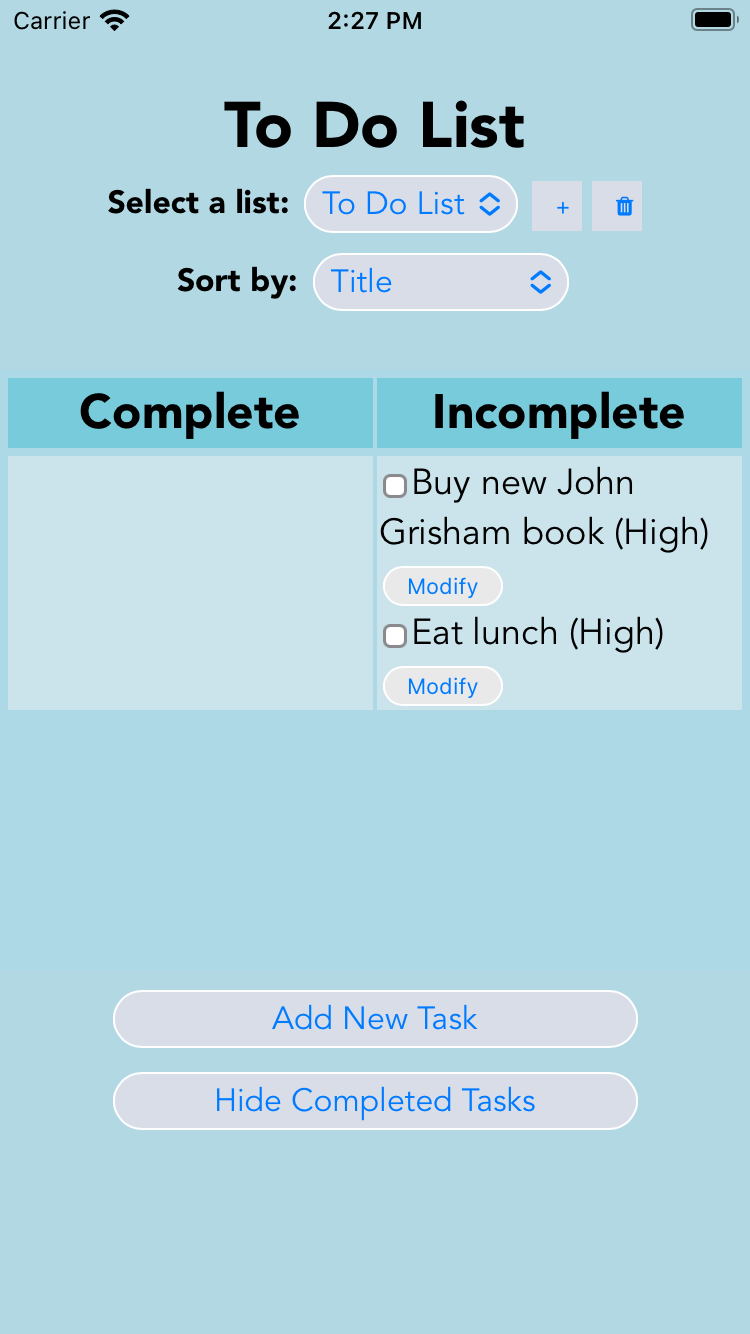 Carrier 2:27 PM
To Do List
Select a list: To Do List +
Sort by: Title
Complete Incomplete
Buy new John
Grisham book (High)
Modify
Eat lunch (High)
Modify
Add New Task
Hide Completed Tasks